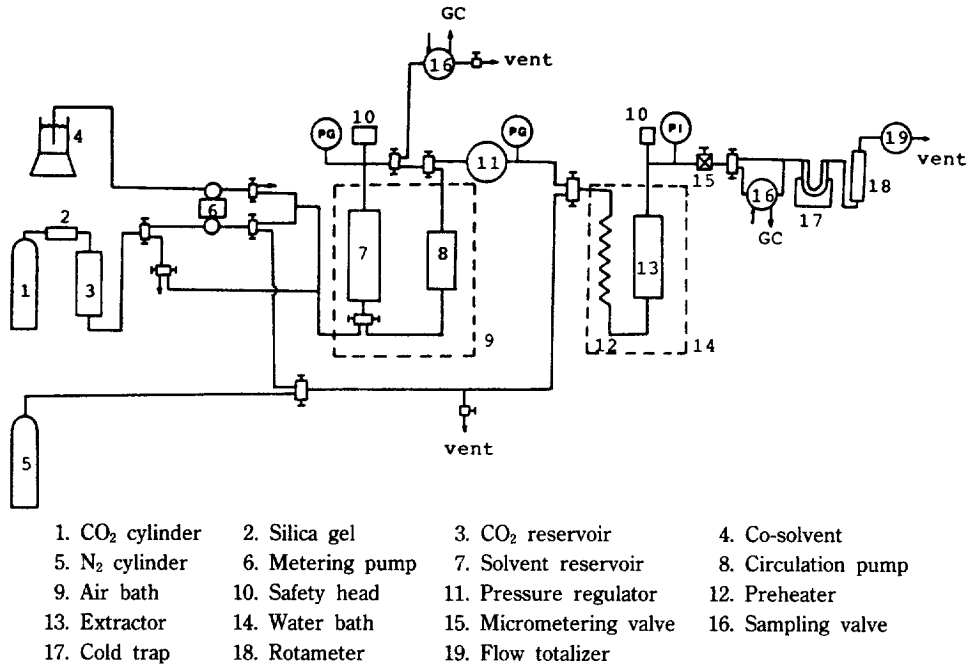 GC
16
vent
10
10
4
PG
PG
PI
19
11
vent
15
16
18
2
6
17
GC
7
8
13
1
3
9
12
14
vent
5
1. CO₂ cylinder 2. Silica gel 3. CO₂ reservoir 4. Co-solvent
5. N₂ cylinder 6. Metering pump 7. Solvent reservoir 8. Circulation pump
9. Air bath 10. Safety head 11. Pressure regulator 12. Preheater
13. Extractor 14. Water bath 15. Micrometering valve 16. Sampling valve
17. Cold trap 18. Rotameter 19. Flow totalizer